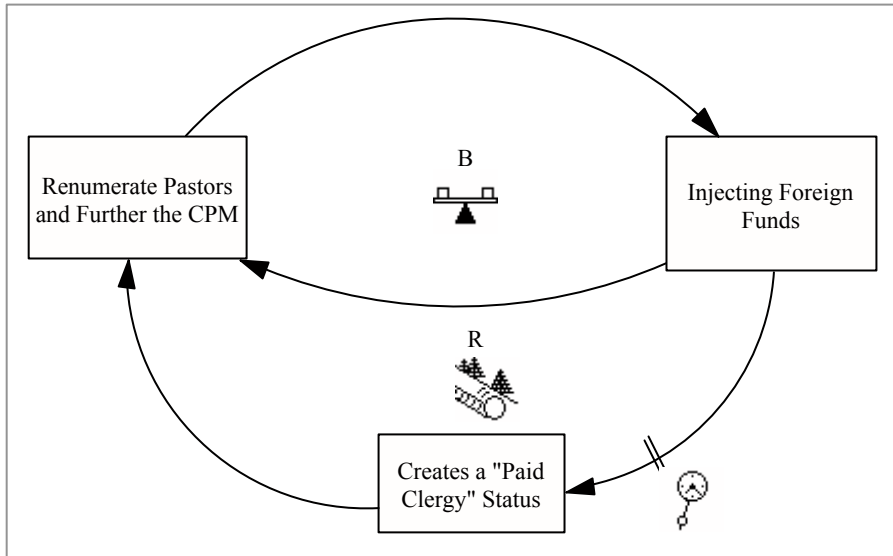 B
Renumerate Pastors
and Further the CPM
Injecting Foreign
Funds
R
Creates a "Paid
Clergy" Status